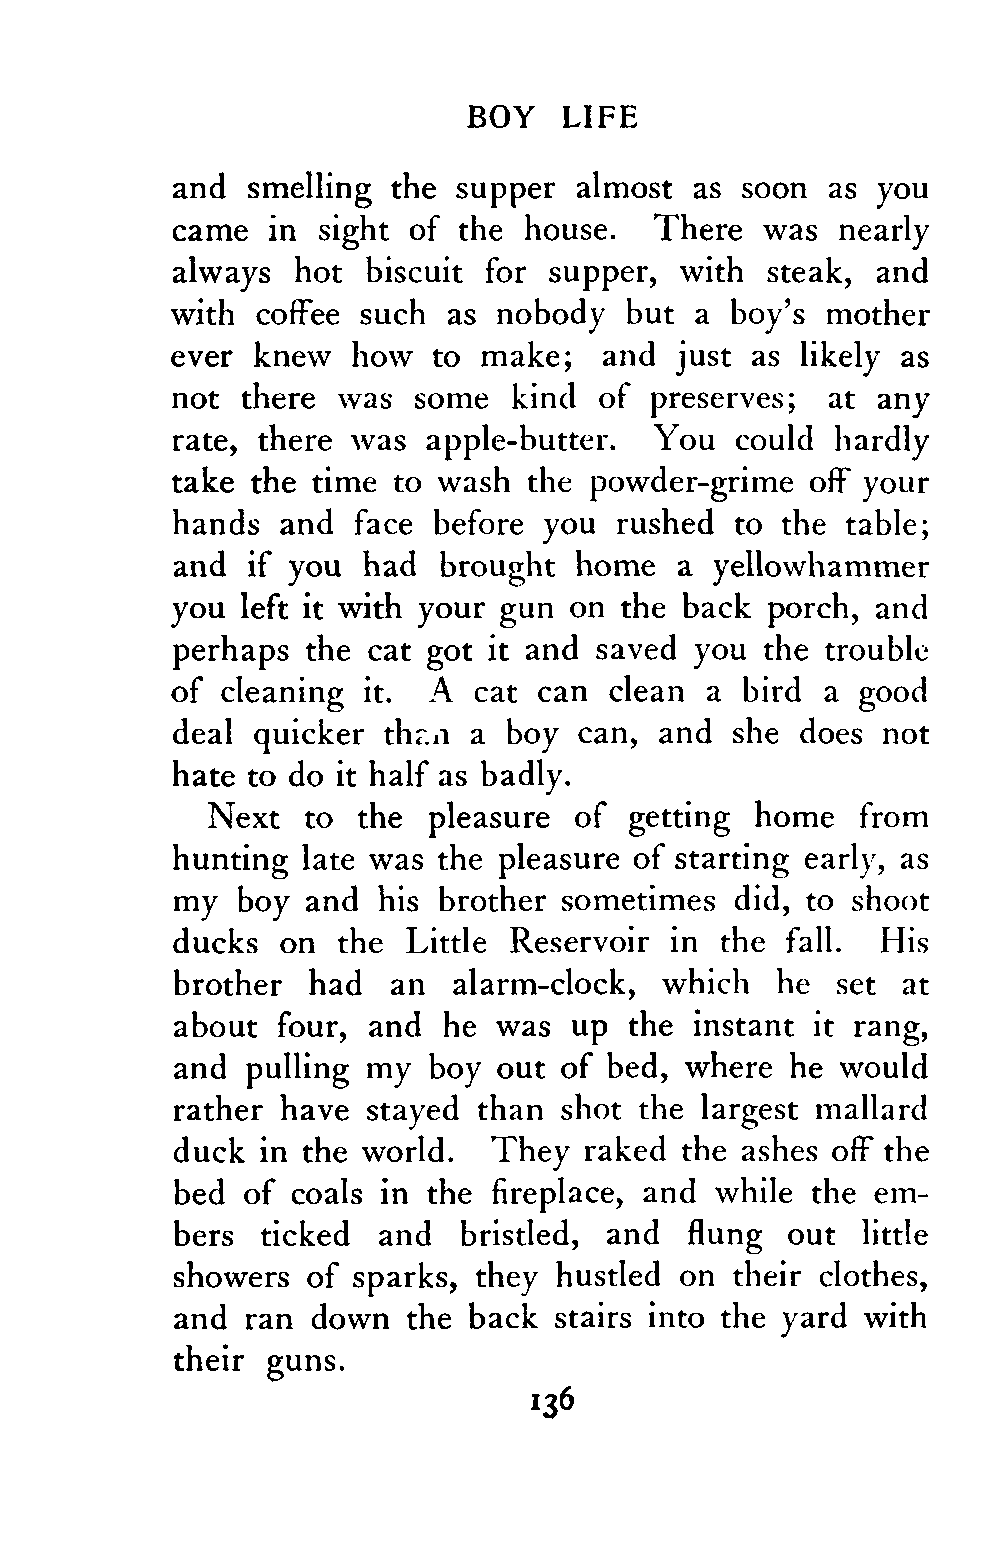 BOY LIFE
and smelling the supper almost as soon as you
came in sight of the house. There was nearly
always hot biscuit for supper, with steak, and
with coffee such as nobody but a boy's mother
ever knew how to make; and just as likely as
not there was some kind of preserves; at any
rate, there was apple-butter. You could hardly
take the time to wash the powder-grime off your
hands and face before you rushed to the table;
and if you had brought home a yellowhammer
you left it with your gun on the back porch, and
perhaps the cat got it and saved you the trouble
of cleaning it. A cat can clean a bird a good
deal quicker than a boy can, and she does not
hate to do it half as badly.
Next to the pleasure of getting home from
hunting late was the pleasure of starting early, as
my boy and his brother sometimes did, to shoot
ducks on the Little Reservoir in the fall. His
brother had an alarm-clock, which he set at
about four, and he was up the instant it rang,
and pulling my boy out of bed, where he would
rather have stayed than shot the largest mallard
duck in the world. They raked the ashes off the
bed of coals in the fireplace, and while the em-
bers ticked and bristled, and flung out little
showers of sparks, they hustled on their clothes,
and ran down the back stairs into the yard with
their guns.
136